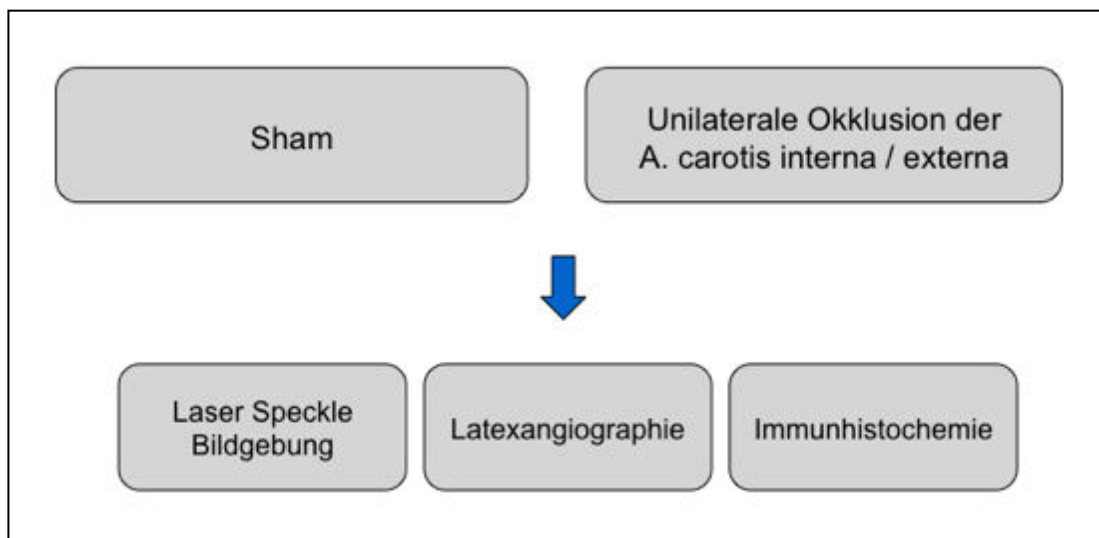 Sham
Unilaterale Okklusion der
A. carotis interna / externa
Laser Speckle
Bildgebung
Latexangiographie
Immunhistochemie